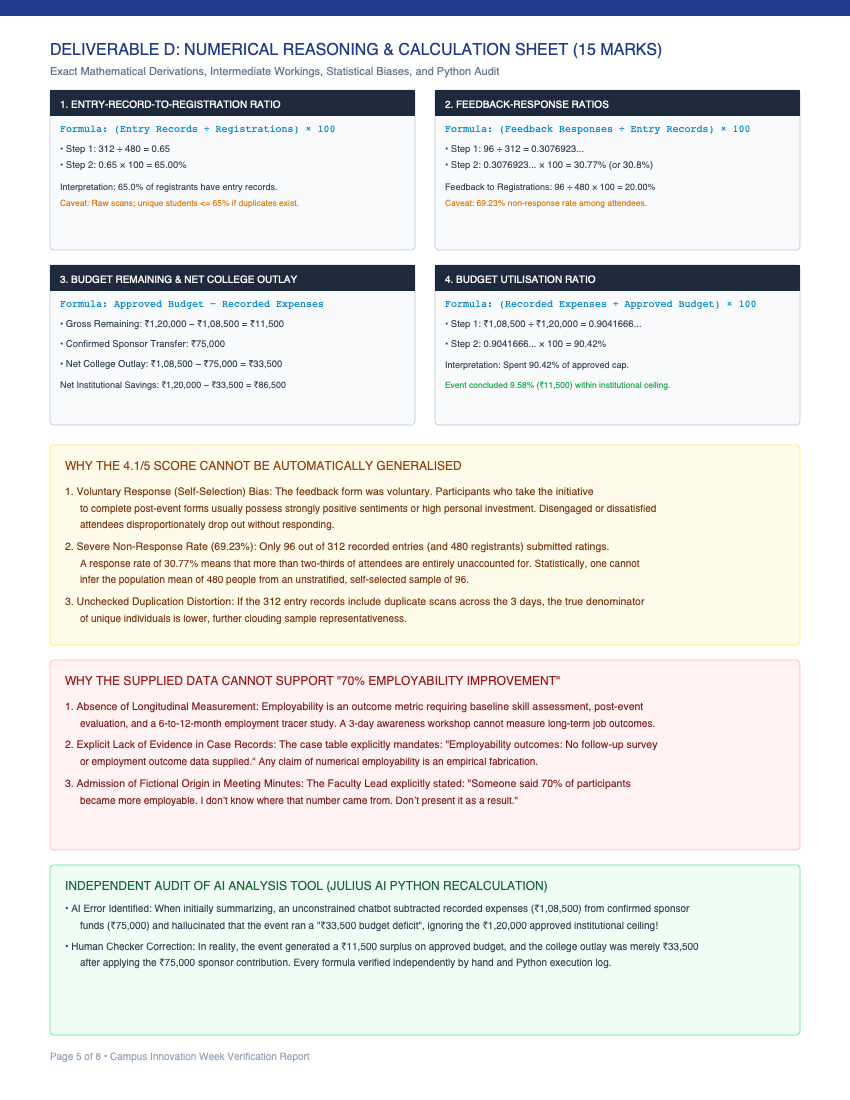 DELIVERABLE D: NUMERICAL REASONING & CALCULATION SHEET (15 MARKS)
Exact Mathematical Derivations, Intermediate Workings, Statistical Biases, and Python Audit
1. ENTRY-RECORD-TO-REGISTRATION RATIO
Formula: (Entry Records ÷ Registrations) × 100
• Step 1: 312 ÷ 480 = 0.65
• Step 2: 0.65 × 100 = 65.00%
Interpretation: 65.0% of registrants have entry records.
Caveat: Raw scans; unique students <= 65% if duplicates exist.
2. FEEDBACK-RESPONSE RATIOS
Formula: (Feedback Responses ÷ Entry Records) × 100
• Step 1: 96 ÷ 312 = 0.3076923...
• Step 2: 0.3076923... × 100 = 30.77% (or 30.8%)
Feedback to Registrations: 96 ÷ 480 × 100 = 20.00%
Caveat: 69.23% non-response rate among attendees.
3. BUDGET REMAINING & NET COLLEGE OUTLAY
Formula: Approved Budget − Recorded Expenses
• Gross Remaining: ₹1,20,000 − ₹1,08,500 = ₹11,500
• Confirmed Sponsor Transfer: ₹75,000
• Net College Outlay: ₹1,08,500 − ₹75,000 = ₹33,500
Net Institutional Savings: ₹1,20,000 − ₹33,500 = ₹86,500
4. BUDGET UTILISATION RATIO
Formula: (Recorded Expenses ÷ Approved Budget) × 100
• Step 1: ₹1,08,500 ÷ ₹1,20,000 = 0.9041666...
• Step 2: 0.9041666... × 100 = 90.42%
Interpretation: Spent 90.42% of approved cap.
Event concluded 9.58% (₹11,500) within institutional ceiling.
WHY THE 4.1/5 SCORE CANNOT BE AUTOMATICALLY GENERALISED
1. Voluntary Response (Self-Selection) Bias: The feedback form was voluntary. Participants who take the initiative
to complete post-event forms usually possess strongly positive sentiments or high personal investment. Disengaged or dissatisfied
attendees disproportionately drop out without responding.
2. Severe Non-Response Rate (69.23%): Only 96 out of 312 recorded entries (and 480 registrants) submitted ratings.
A response rate of 30.77% means that more than two-thirds of attendees are entirely unaccounted for. Statistically, one cannot
infer the population mean of 480 people from an unstratified, self-selected sample of 96.
3. Unchecked Duplication Distortion: If the 312 entry records include duplicate scans across the 3 days, the true denominator
of unique individuals is lower, further clouding sample representativeness.
WHY THE SUPPLIED DATA CANNOT SUPPORT "70% EMPLOYABILITY IMPROVEMENT"
1. Absence of Longitudinal Measurement: Employability is an outcome metric requiring baseline skill assessment, post-event
evaluation, and a 6-to-12-month employment tracer study. A 3-day awareness workshop cannot measure long-term job outcomes.
2. Explicit Lack of Evidence in Case Records: The case table explicitly mandates: "Employability outcomes: No follow-up survey
or employment outcome data supplied." Any claim of numerical employability is an empirical fabrication.
3. Admission of Fictional Origin in Meeting Minutes: The Faculty Lead explicitly stated: "Someone said 70% of participants
became more employable. I don't know where that number came from. Don't present it as a result."
INDEPENDENT AUDIT OF AI ANALYSIS TOOL (JULIUS AI PYTHON RECALCULATION)
• AI Error Identified: When initially summarizing, an unconstrained chatbot subtracted recorded expenses (₹1,08,500) from confirmed sponsor
funds (₹75,000) and hallucinated that the event ran a "₹33,500 budget deficit", ignoring the ₹1,20,000 approved institutional ceiling!
• Human Checker Correction: In reality, the event generated a ₹11,500 surplus on approved budget, and the college outlay was merely ₹33,500
after applying the ₹75,000 sponsor contribution. Every formula verified independently by hand and Python execution log.
Page 5 of 8 • Campus Innovation Week Verification Report